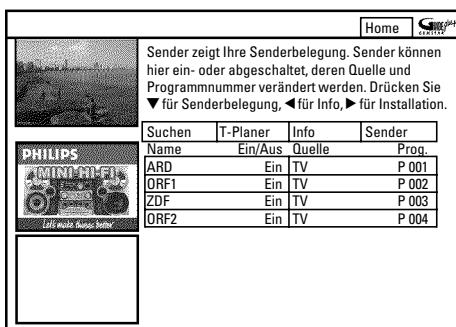 Home GUIDE Plus+
GEMSTAR
Sender zeigt Ihre Senderbelegung. Sender können
hier ein- oder abgeschaltet, deren Quelle und
Programmnummer verändert werden. Drücken Sie
▼ für Senderbelegung, ◀ für Info, ▶ für Installation.
Suchen T-Planer Info Sender
Name Ein/Aus Quelle Prog.
ARD Ein TV P 001
ORF1 Ein TV P 002
ZDF Ein TV P 003
ORF2 Ein TV P 004
PHILIPS
MINI-HI-FI
Let's make things better.